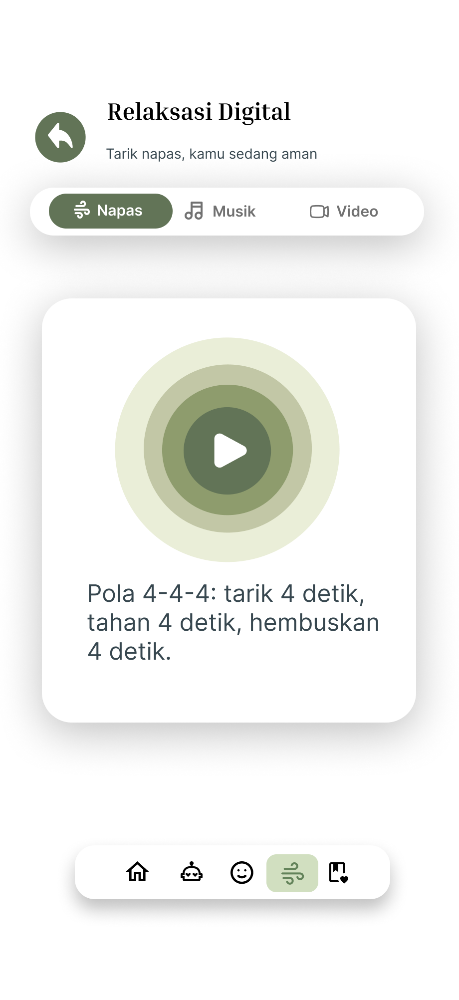 Relaksasi Digital
Tarik napas, kamu sedang aman
Napas
Musik
Video
Pola 4-4-4: tarik 4 detik,
tahan 4 detik, hembuskan
4 detik.